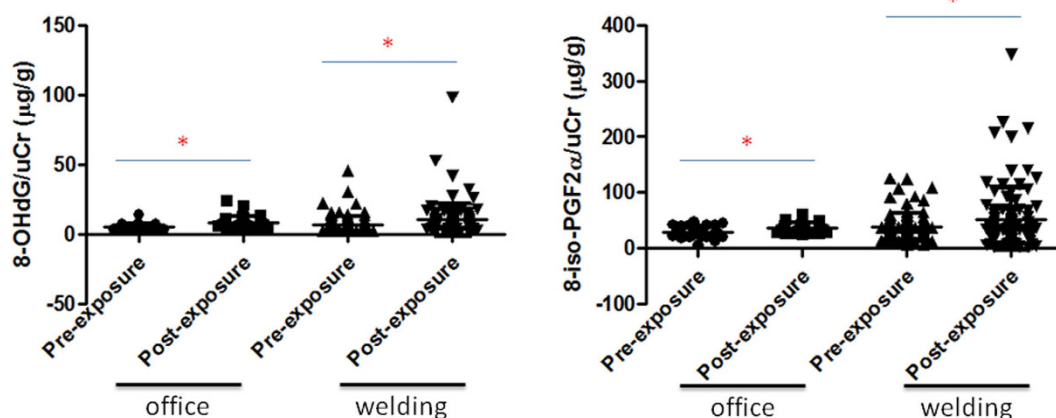 8-OHdG/uCr (µg/g)
150
100
50
0
-50
*
*
Pre-exposure
Post-exposure
Pre-exposure
Post-exposure
office
welding
8-iso-PGF2α/uCr (µg/g)
400
300
200
100
0
-100
*
*
Pre-exposure
Post-exposure
Pre-exposure
Post-exposure
office
welding